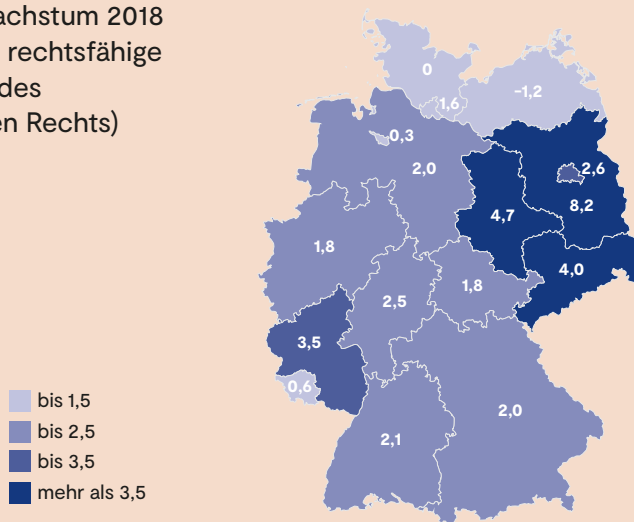 achstum 2018
rechtsfähige
des
en Rechts)
0
1,6
-1,2
0,3
2,0
2,6
8,2
4,7
1,8
4,0
1,8
2,5
3,5
0,6
2,0
2,1
bis 1,5
bis 2,5
bis 3,5
mehr als 3,5